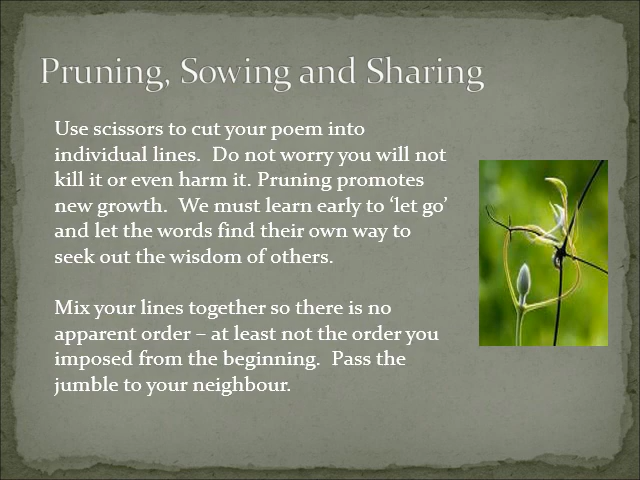 Pruning, Sowing and Sharing
Use scissors to cut your poem into
individual lines.  Do not worry you will not
kill it or even harm it. Pruning promotes
new growth.  We must learn early to ‘let go’
and let the words find their own way to
seek out the wisdom of others.
Mix your lines together so there is no
apparent order – at least not the order you
imposed from the beginning.  Pass the
jumble to your neighbour.